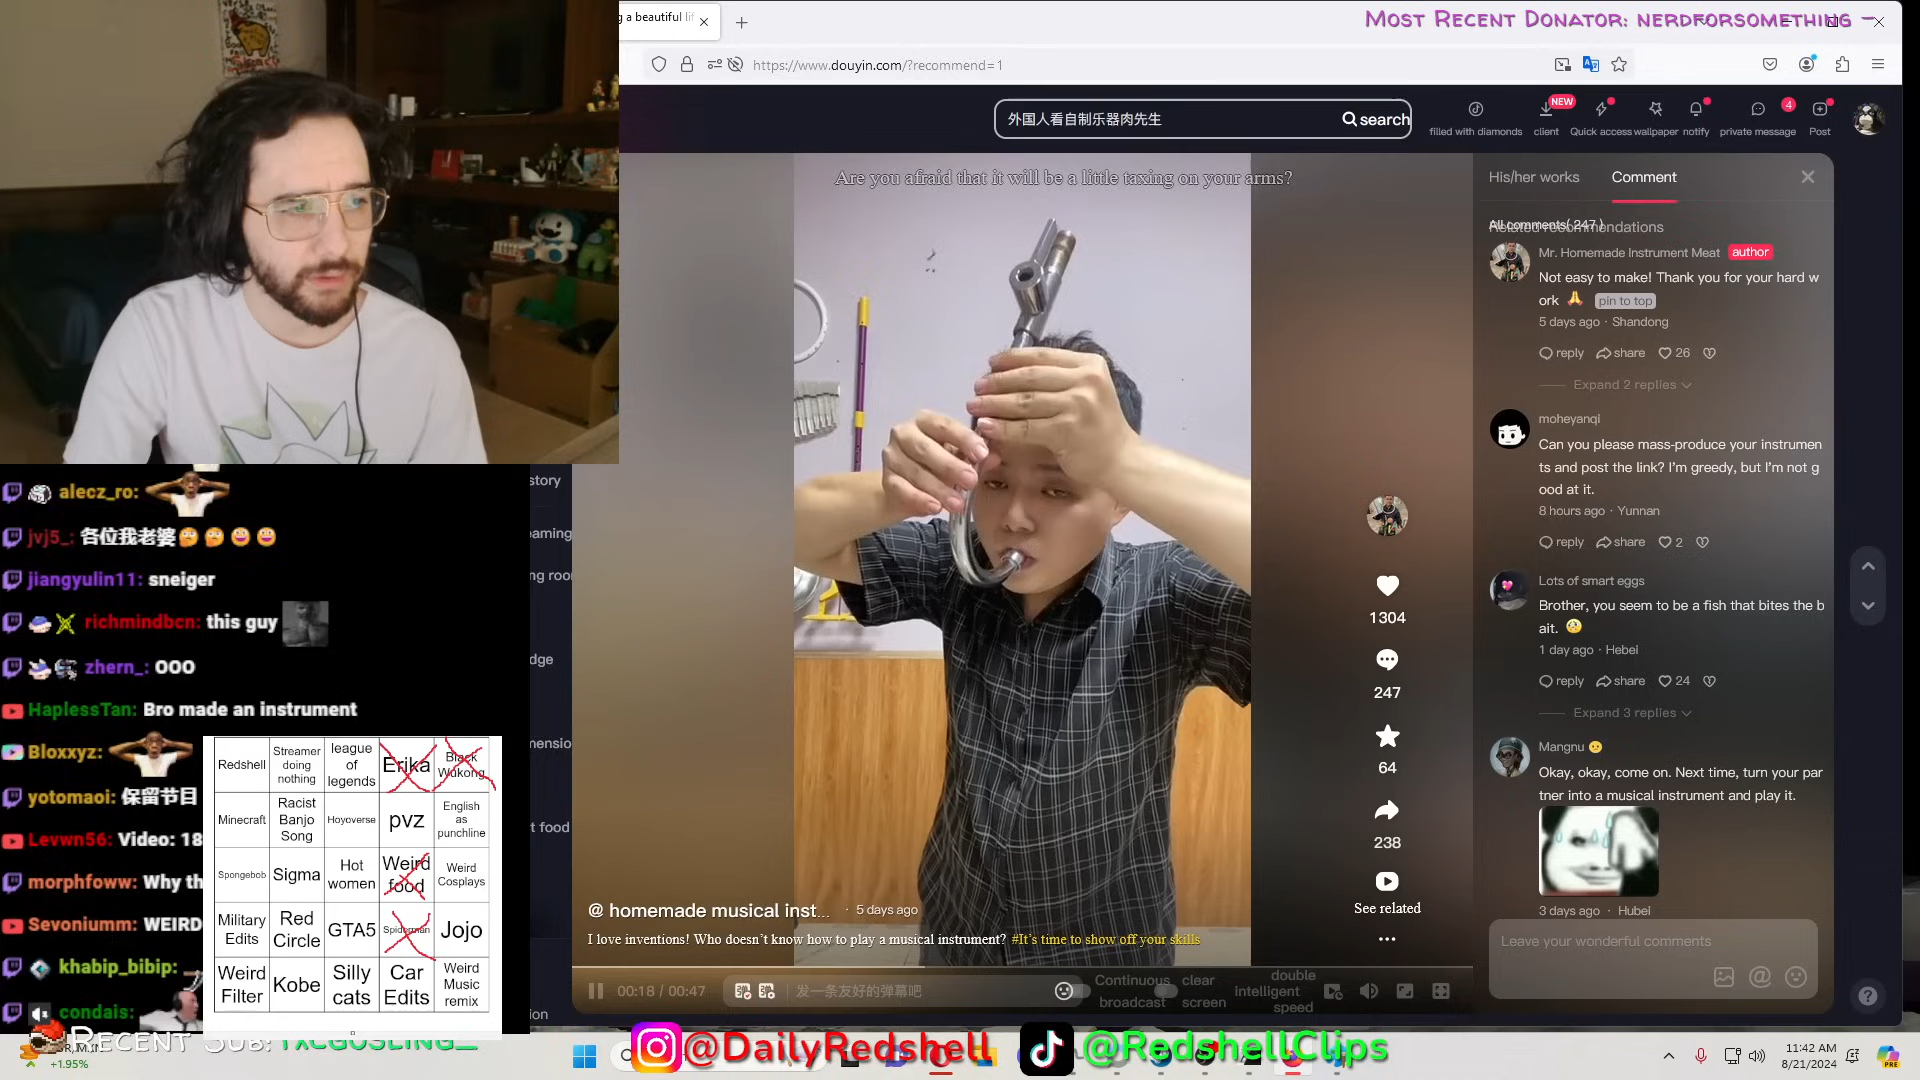 g a beautiful lif
Most Recent Donator: nerdforsomething -
https://www.douyin.com/?recommend=1
外国人看自制乐器肉先生
search
filled with diamonds
NEW
client
Quick access
wallpaper
notify
4
private message
Post
Are you afraid that it will be a little taxing on your arms?
His/her works
Comment
All comments( 247 )
Related recommendations
Mr. Homemade Instrument Meat author
Not easy to make! Thank you for your hard w
ork 🙏 pin to top
5 days ago · Shandong
reply share 26
Expand 2 replies
moheyanqi
Can you please mass-produce your instrumen
ts and post the link? I'm greedy, but I'm not g
ood at it.
8 hours ago · Yunnan
reply share 2
Lots of smart eggs
Brother, you seem to be a fish that bites the b
ait. 🥹
1 day ago · Hebei
reply share 24
Expand 3 replies
Mangnu
Okay, okay, come on. Next time, turn your par
tner into a musical instrument and play it.
3 days ago · Hubei
Leave your wonderful comments
1304
247
64
238
See related
@ homemade musical inst... · 5 days ago
I love inventions! Who doesn't know how to play a musical instrument? #It's time to show off your skills
00:18 / 00:47
发一条友好的弹幕吧
Continuous broadcast
clear screen
double intelligent speed
story
eaming
ng roo
dge
mensio
t food
ion
alecz_ro:
jvj5_: 各位我老婆
jiangyulin11: sneiger
richmindbcn: this guy
zhern_: OOO
HaplessTan: Bro made an instrument
Bloxxyz:
yotomaoi: 保留节目
Levwn56: Video: 18
morphfoww: Why th
Sevoniumm: WEIRD
khabip_bibip:
condais:
Redshell
Streamer doing nothing
league of legends
Erika
Black Wukong
Minecraft
Racist Banjo Song
Hoyoverse
pvz
English as punchline
Spongebob
Sigma
Hot women
Weird food
Weird Cosplays
Military Edits
Red Circle
GTA5
Spiderman
Jojo
Weird Filter
Kobe
Silly cats
Car Edits
Weird Music remix
Recent Sub:
+1.95%
@DailyRedshell
@RedshellClips
11:42 AM
8/21/2024
PRE